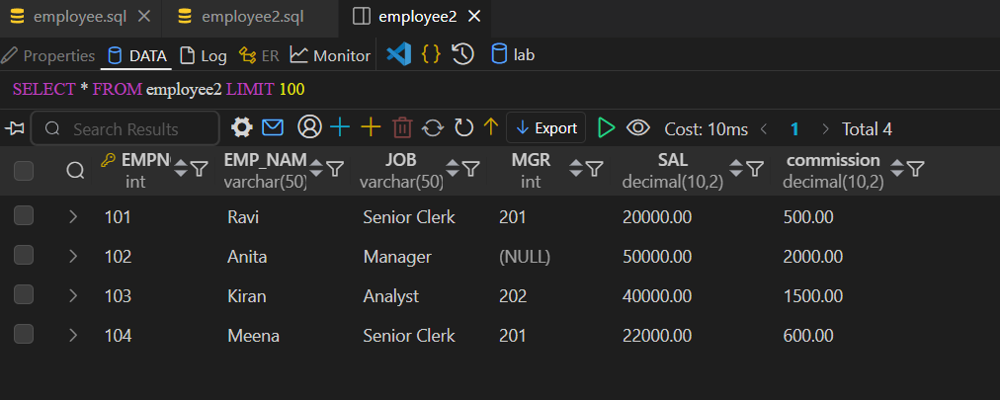 employee.sql × employee2.sql employee2 ×
Properties DATA Log ER Monitor {} lab
SELECT * FROM employee2 LIMIT 100
Search Results Export Cost: 10ms < 1 > Total 4
EMPN EMP_NAM JOB MGR SAL commission
int varchar(50) varchar(50) int decimal(10,2) decimal(10,2)
101 Ravi Senior Clerk 201 20000.00 500.00
102 Anita Manager (NULL) 50000.00 2000.00
103 Kiran Analyst 202 40000.00 1500.00
104 Meena Senior Clerk 201 22000.00 600.00